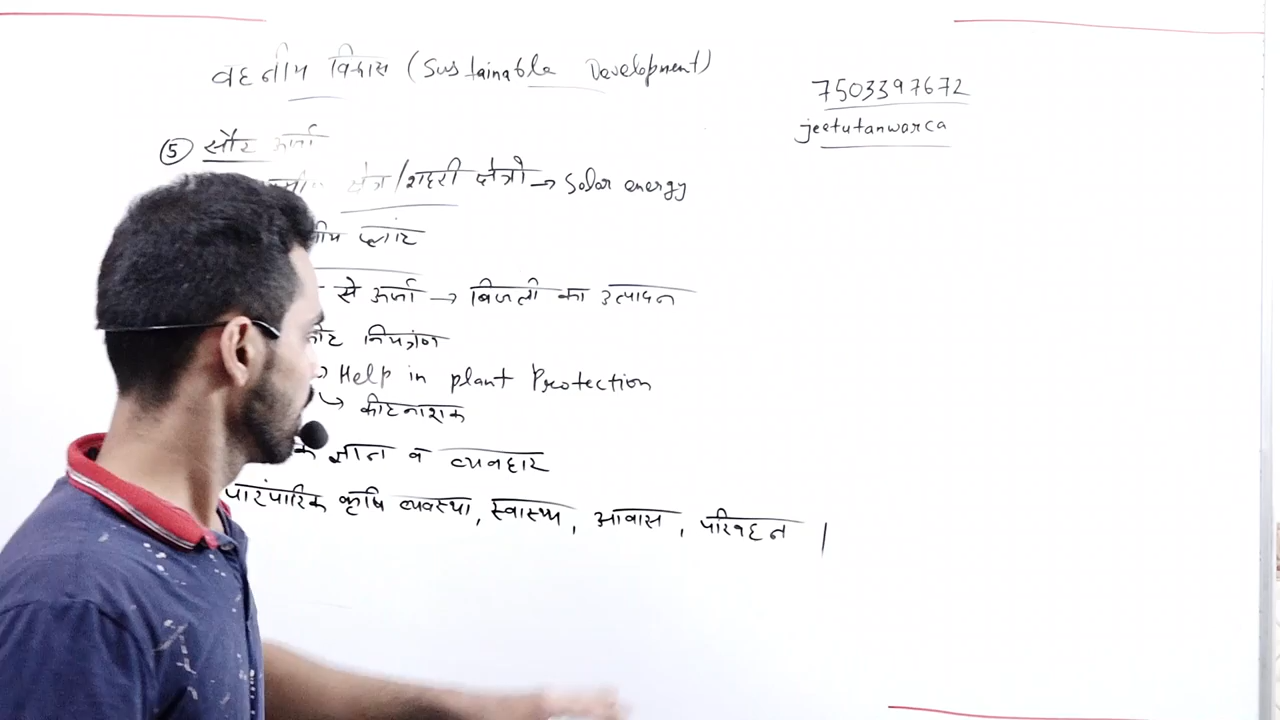 वहनीय विकास (Sustainable Development)
7503397672
jeetutanwarca
⑤ सौर ऊर्जा
क्षेत्र/शहरी क्षेत्रो → Solar energy
प्लांट
से ऊर्जा → बिजली का उत्पादन
नियंत्रण
Help in plant Protection
↳ कीटनाशक
ज्ञान व व्यवहार
पारंपारिक कृषि व्यवस्था, स्वास्थ्य, आवास, परिवहन |